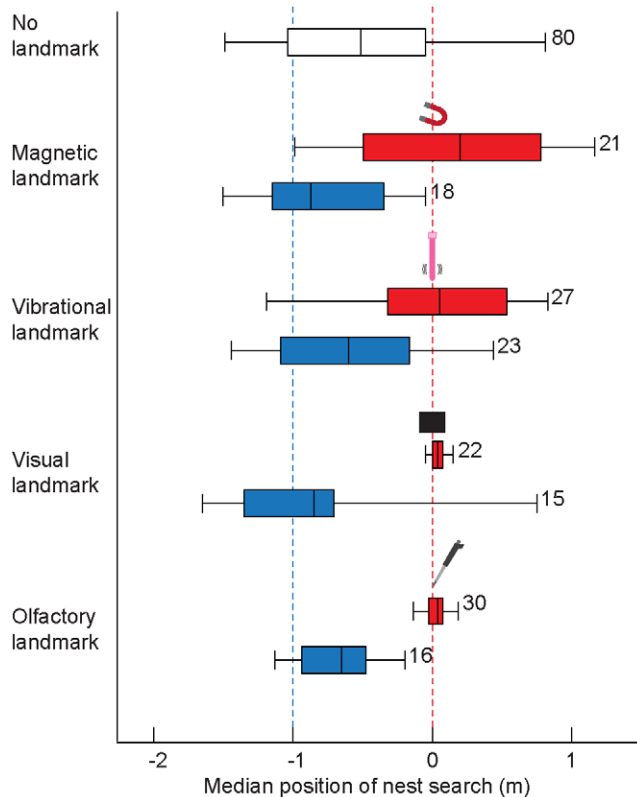 No
landmark
80
Magnetic
landmark
21
18
Vibrational
landmark
27
23
Visual
landmark
22
15
Olfactory
landmark
30
16
-2 -1 0 1
Median position of nest search (m)